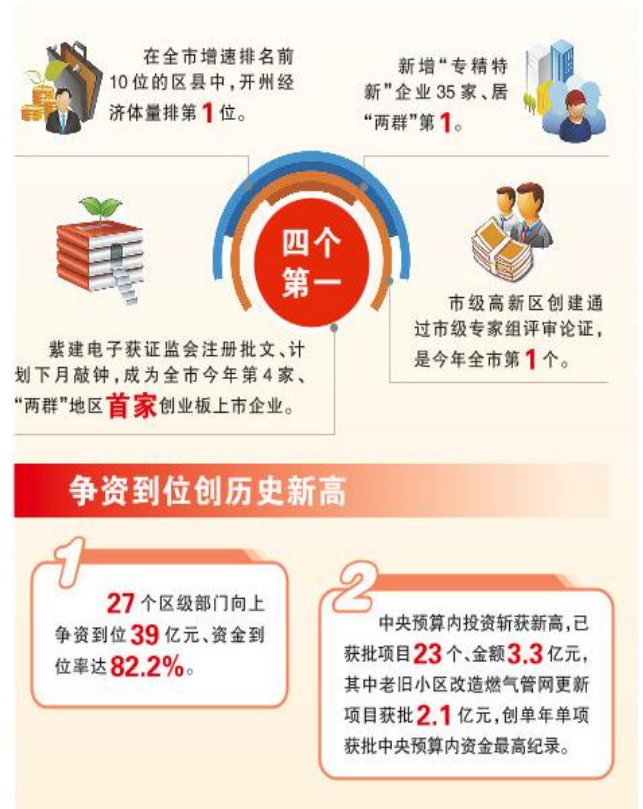 在全市增速排名前
10位的区县中，开州经
济体量排第1位。
新增“专精特
新”企业35家、居
“两群”第1。
四个
第一
紫建电子获证监会注册批文、计
划下月敲钟，成为全市今年第4家、
“两群”地区首家创业板上市企业。
市级高新区创建通
过市级专家组评审论证，
是今年全市第1个。
争资到位创历史新高
1
27个区级部门向上
争资到位39亿元、资金到
位率达82.2%。
2
中央预算内投资斩获新高，已
获批项目23个、金额3.3亿元，
其中老旧小区改造燃气管网更新
项目获批2.1亿元，创单年单项
获批中央预算内资金最高纪录。